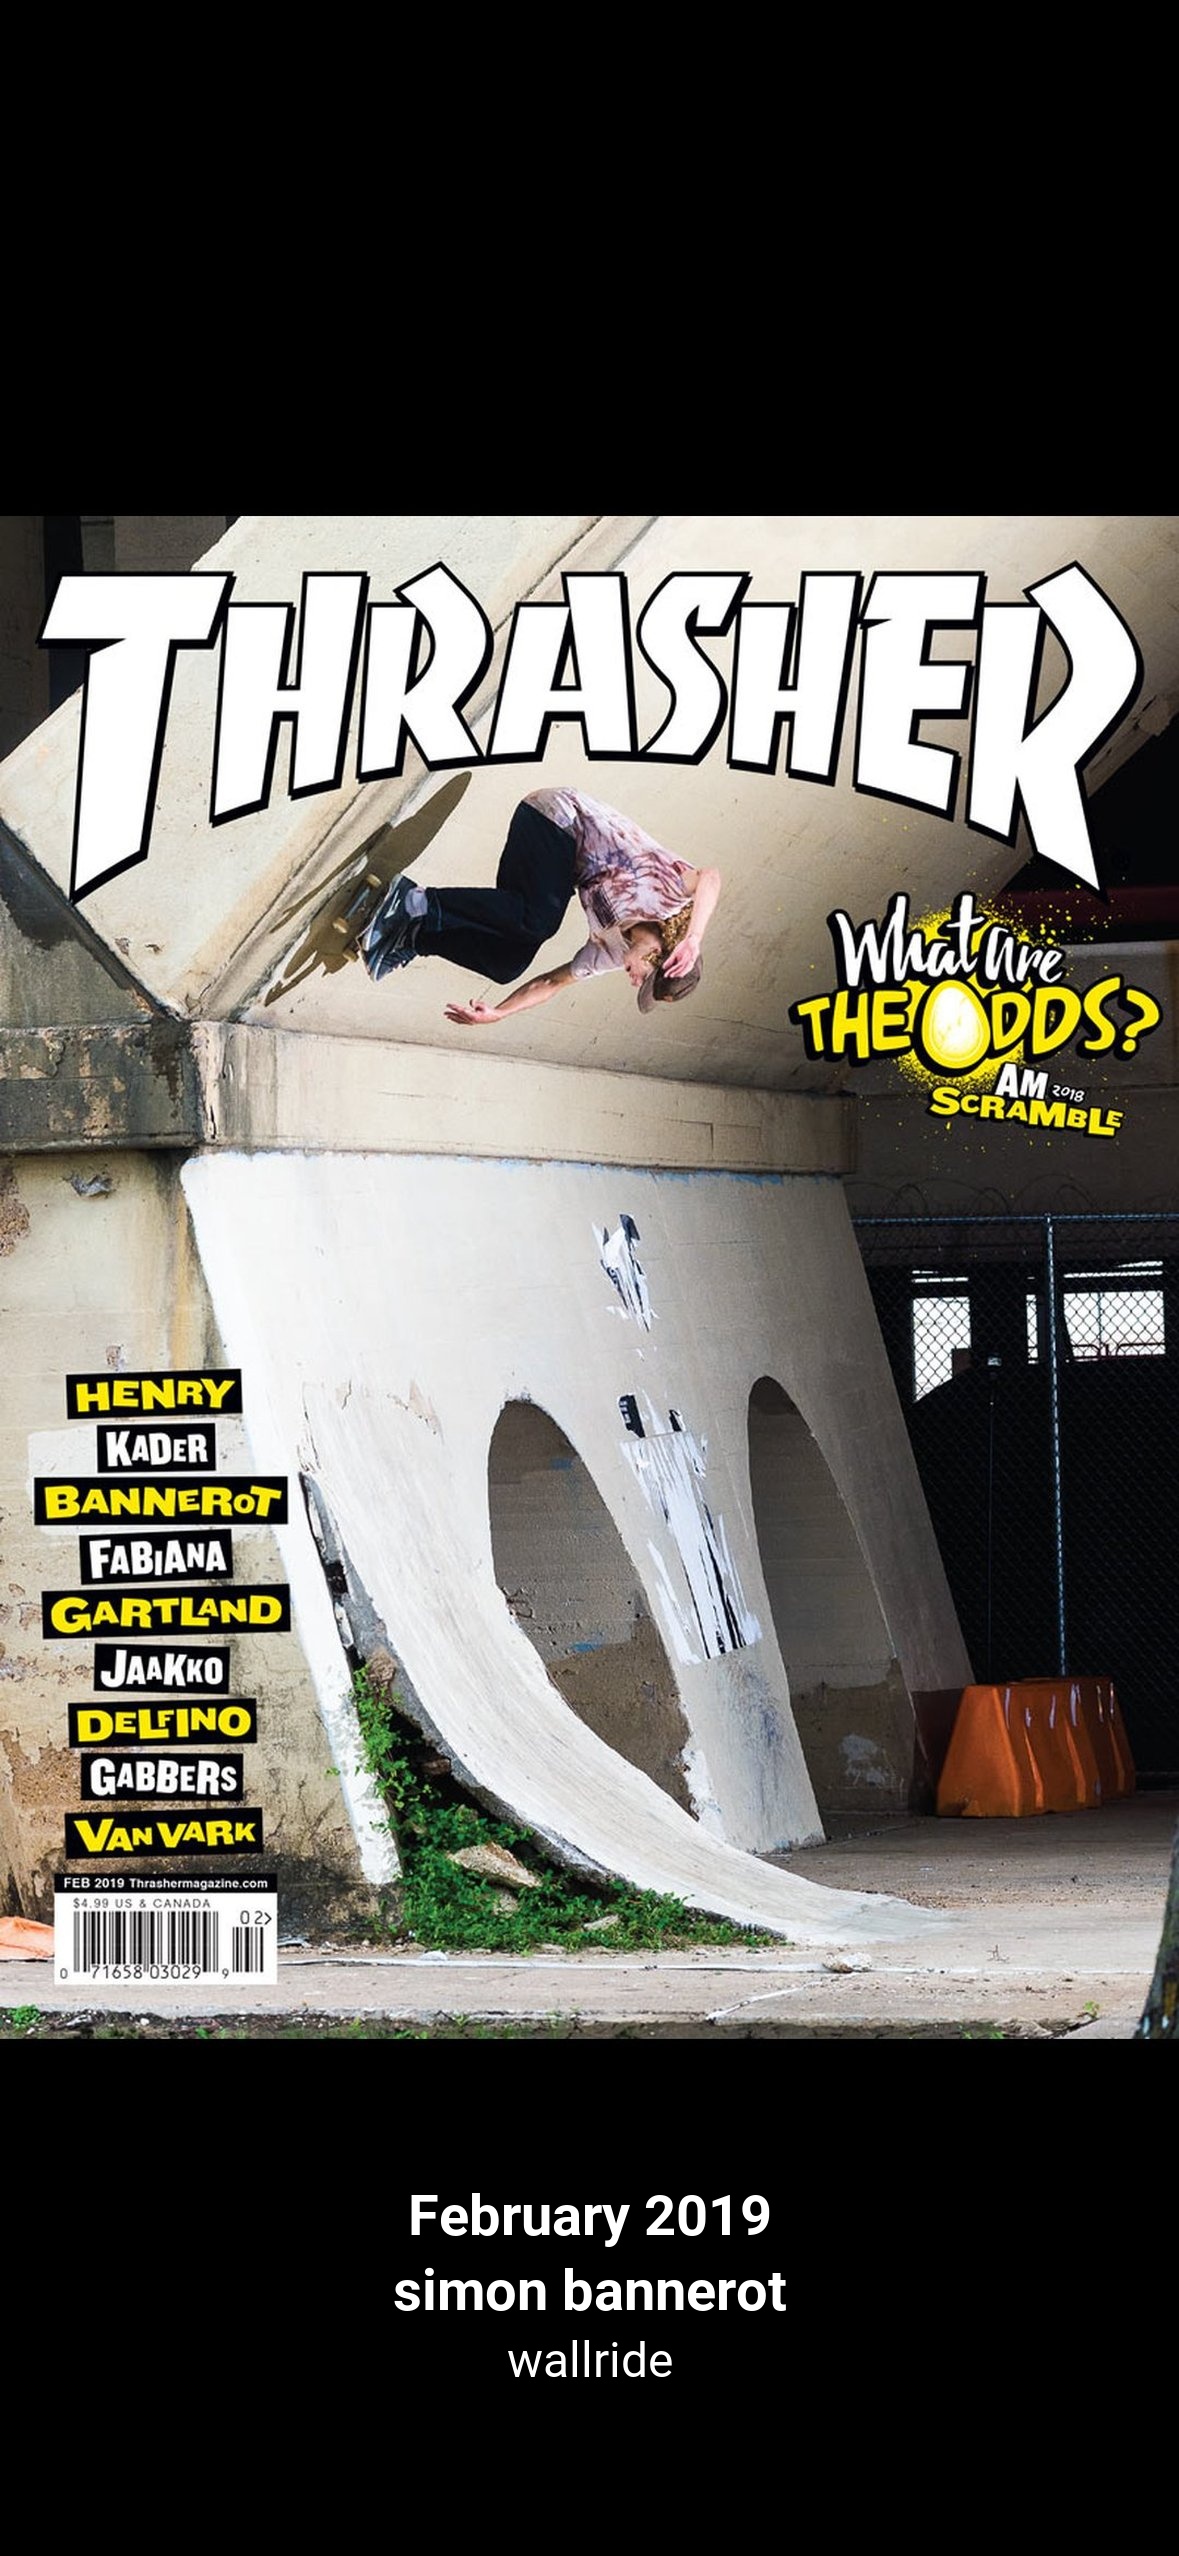 THRASHER
What are
THE ODDS?
AM 2018
SCRAMBLE
HENRY
KADER
BANNEROT
FABIANA
GARTLAND
JAAKKO
DELFINO
GABBERS
VAN VARK
FEB 2019 Thrashermagazine.com
$4.99 US & CANADA
02>
0 71658 03029 9
February 2019
simon bannerot
wallride